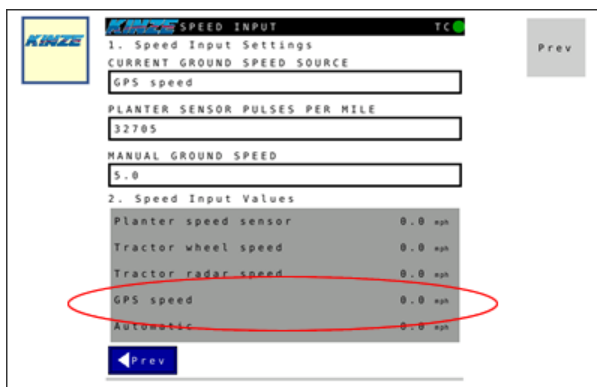 KINZE
KINZE SPEED INPUT TC
Prev
1. Speed Input Settings
CURRENT GROUND SPEED SOURCE
GPS speed
PLANTER SENSOR PULSES PER MILE
32705
MANUAL GROUND SPEED
5.0
2. Speed Input Values
Planter speed sensor 0.0 mph
Tractor wheel speed 0.0 mph
Tractor radar speed 0.0 mph
GPS speed 0.0 mph
Automatic 0.0 mph
Prev